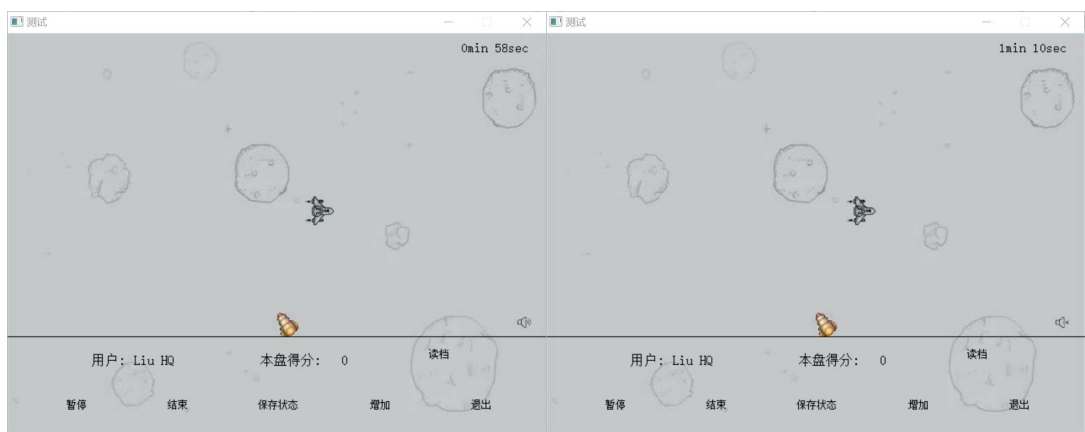 测试
0min 58sec
读档
用户: Liu HQ 本盘得分: 0
暂停 结束 保存状态 增加 退出
测试
1min 10sec
读档
用户: Liu HQ 本盘得分: 0
暂停 结束 保存状态 增加 退出